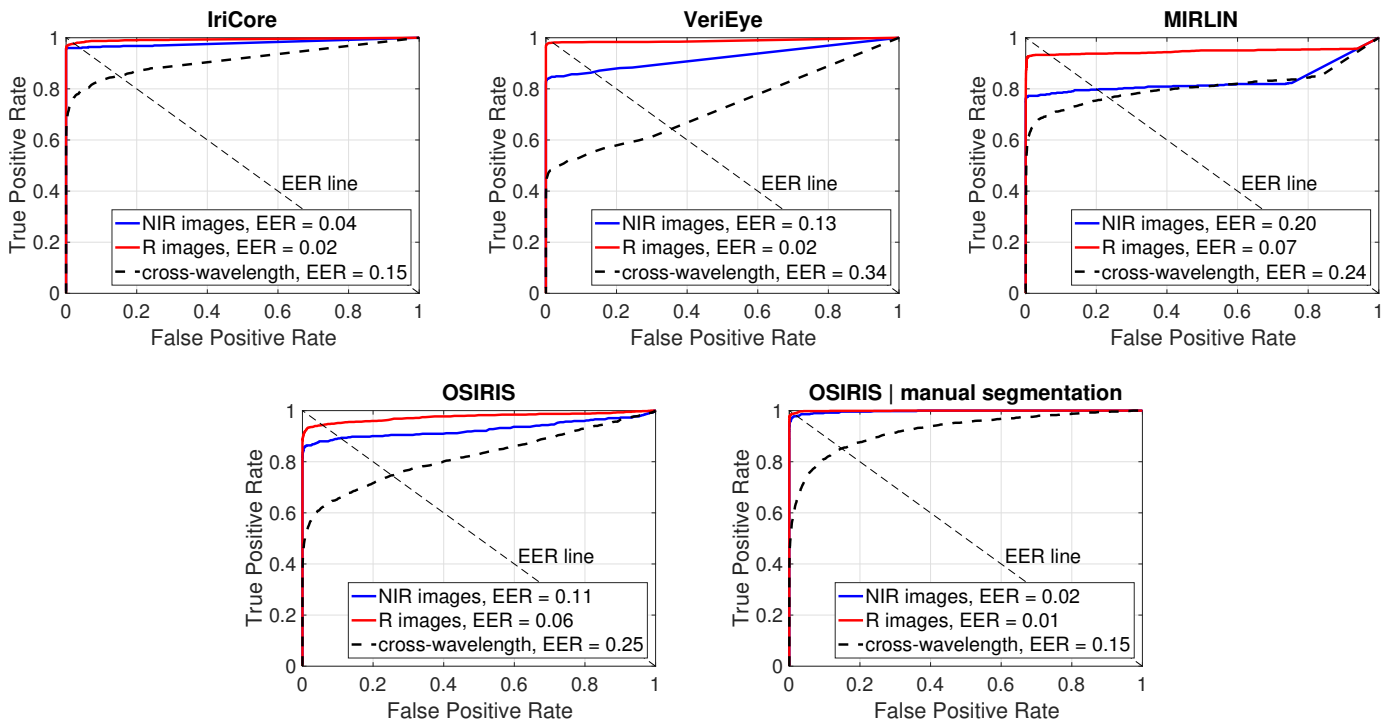 IriCore
True Positive Rate
1
0.8
0.6
0.4
0.2
0
EER line
NIR images, EER = 0.04
R images, EER = 0.02
cross-wavelength, EER = 0.15
0 0.2 0.4 0.6 0.8 1
False Positive Rate
VeriEye
True Positive Rate
1
0.8
0.6
0.4
0.2
0
EER line
NIR images, EER = 0.13
R images, EER = 0.02
cross-wavelength, EER = 0.34
0 0.2 0.4 0.6 0.8 1
False Positive Rate
MIRLIN
True Positive Rate
1
0.8
0.6
0.4
0.2
0
EER line
NIR images, EER = 0.20
R images, EER = 0.07
cross-wavelength, EER = 0.24
0 0.2 0.4 0.6 0.8 1
False Positive Rate
OSIRIS
True Positive Rate
1
0.8
0.6
0.4
0.2
0
EER line
NIR images, EER = 0.11
R images, EER = 0.06
cross-wavelength, EER = 0.25
0 0.2 0.4 0.6 0.8 1
False Positive Rate
OSIRIS | manual segmentation
True Positive Rate
1
0.8
0.6
0.4
0.2
0
EER line
NIR images, EER = 0.02
R images, EER = 0.01
cross-wavelength, EER = 0.15
0 0.2 0.4 0.6 0.8 1
False Positive Rate